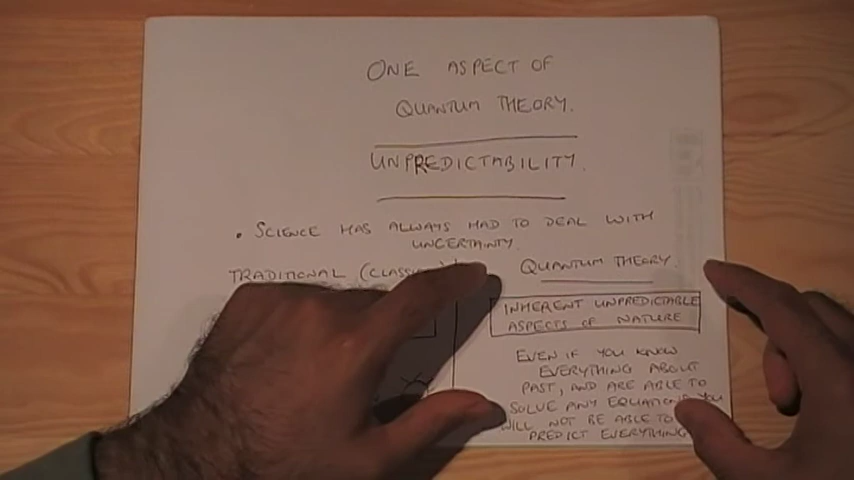 ONE ASPECT OF
QUANTUM THEORY.
UNPREDICTABILITY.
• SCIENCE HAS ALWAYS HAD TO DEAL WITH
UNCERTAINTY.
TRADITIONAL (CLASSIC
QUANTUM THEORY.
INHERENT UNPREDICTABLE
ASPECTS OF NATURE
EVEN IF YOU KNOW
EVERYTHING ABOUT
PAST, AND ARE ABLE TO
SOLVE ANY EQUATIONS YOU
WILL NOT BE ABLE TO
PREDICT EVERYTHING